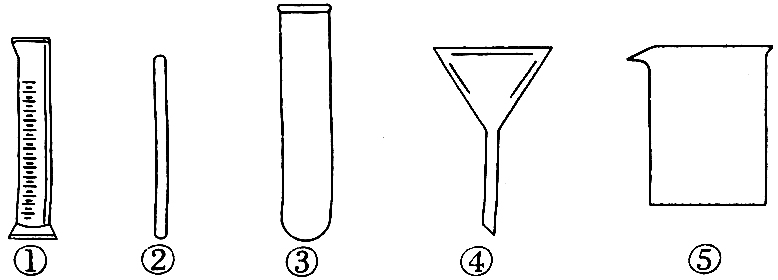 ① ② ③ ④ ⑤